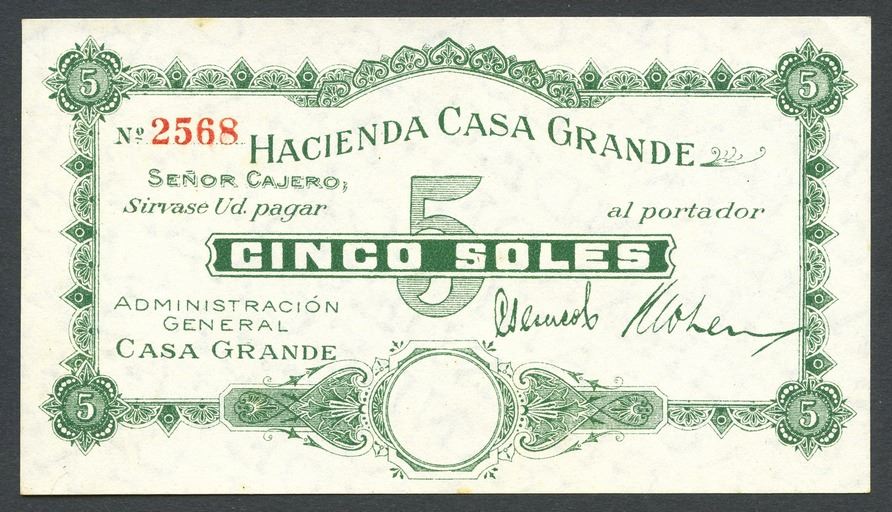 5 5
Nº 2568
HACIENDA CASA GRANDE
SEÑOR CAJERO;
Sirvase Ud. pagar al portador
5
CINCO SOLES
ADMINISTRACIÓN
GENERAL
CASA GRANDE
5 5